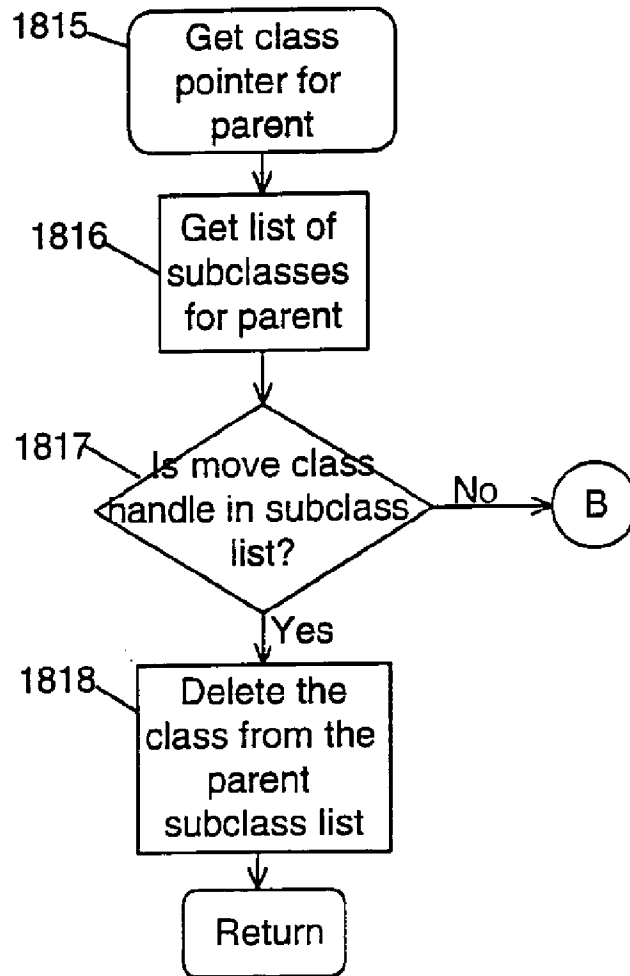 1815
Get class
pointer for
parent
1816
Get list of
subclasses
for parent
1817
Is move class
handle in subclass
list?
No
B
Yes
1818
Delete the
class from the
parent
subclass list
Return